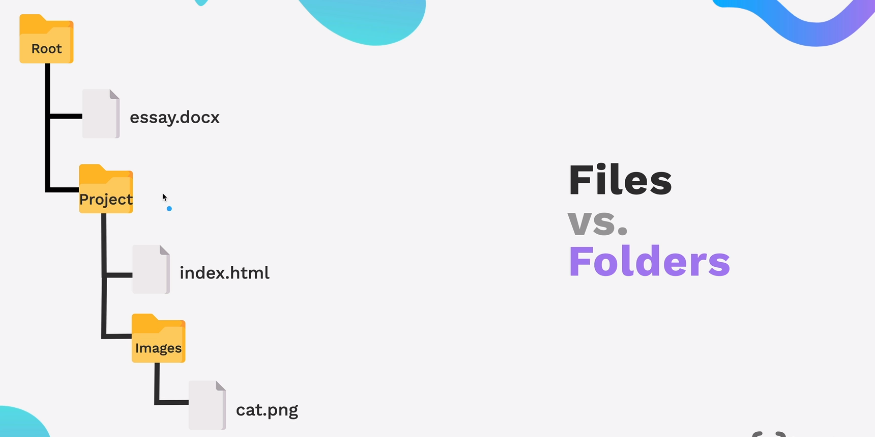 Root
essay.docx
Project
index.html
Images
cat.png
Files
vs.
Folders